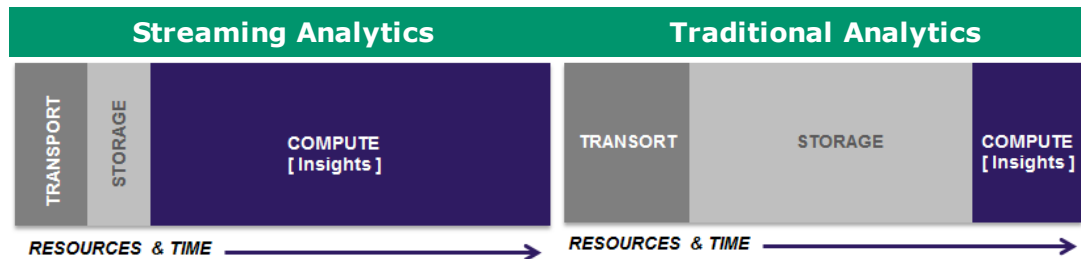 Streaming Analytics
Traditional Analytics
TRANSPORT
STORAGE
COMPUTE
[ Insights ]
RESOURCES & TIME
TRANSORT
STORAGE
COMPUTE
[ Insights ]
RESOURCES & TIME